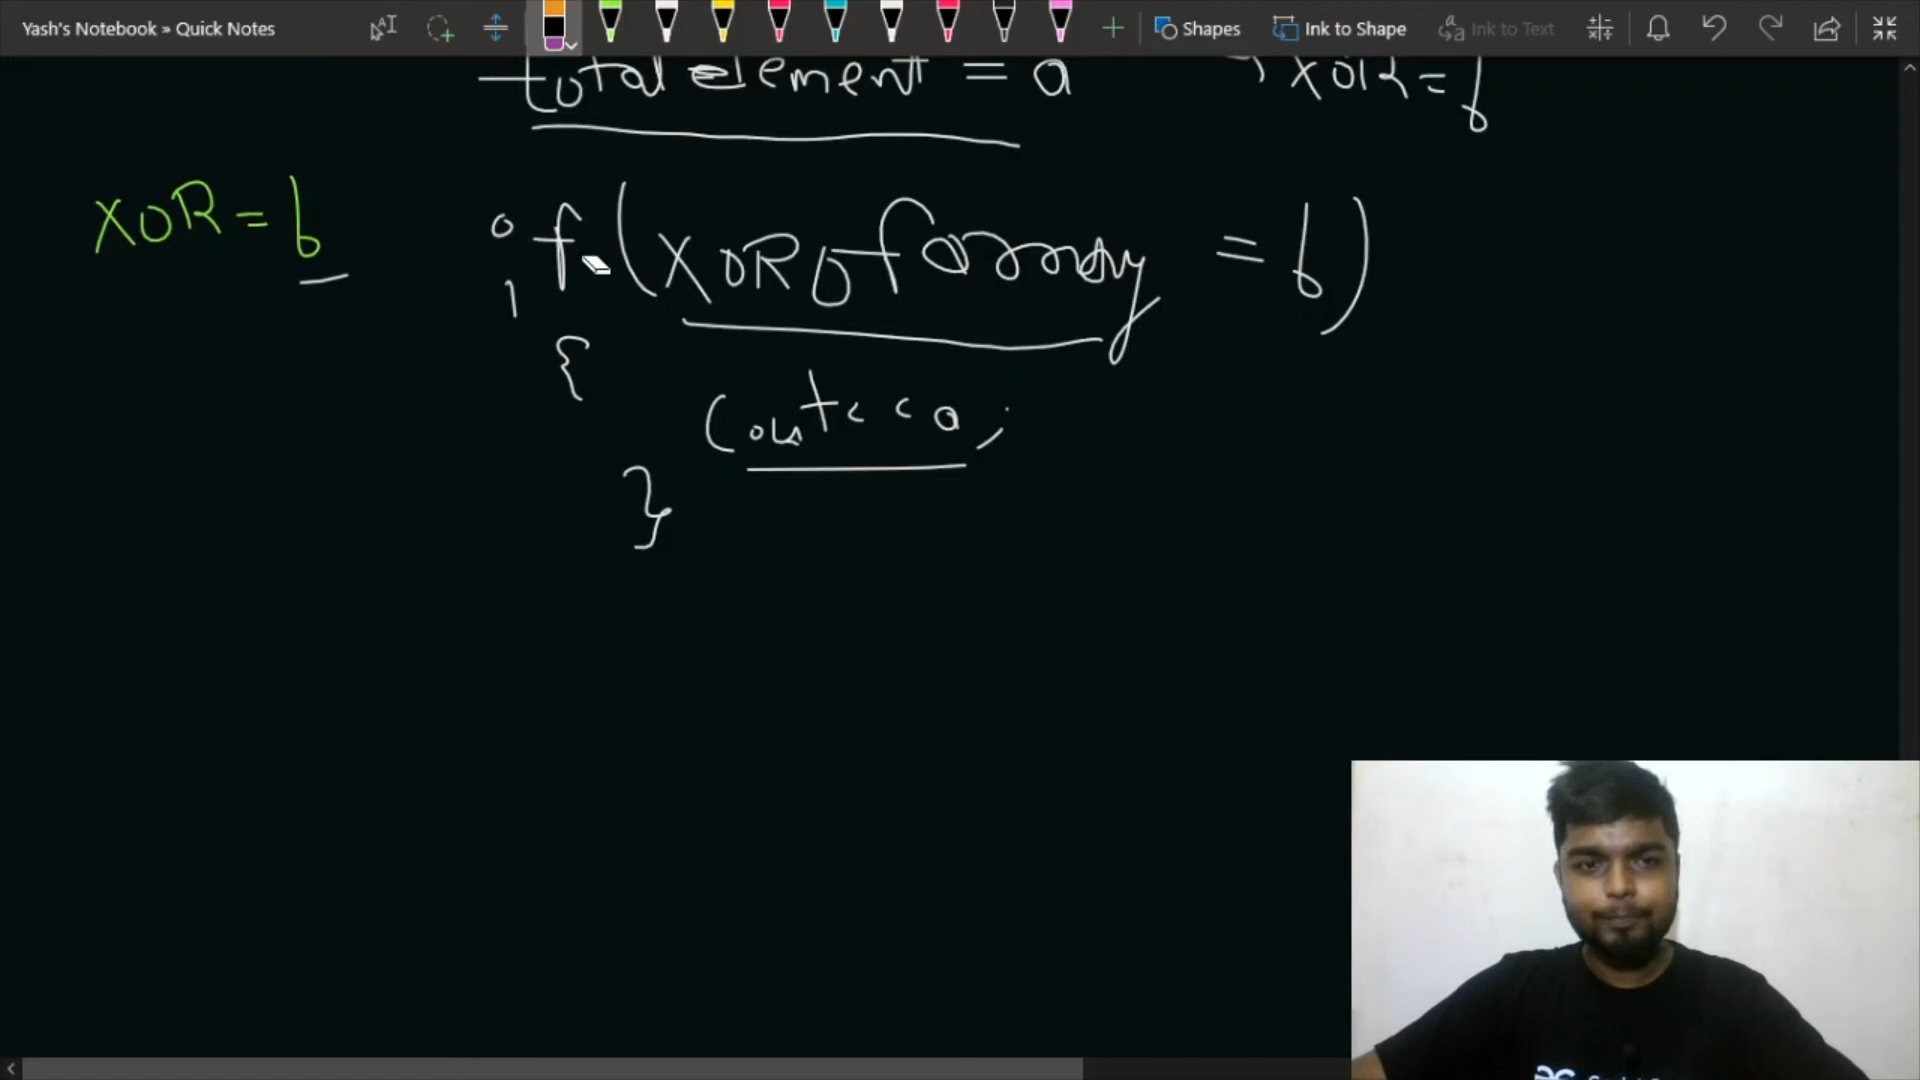 Yash's Notebook » Quick Notes
Shapes
Ink to Shape
Ink to Text
total element = a
XOR = b
XOR = b
if (XOR of array = b)
{
cout << a;
}